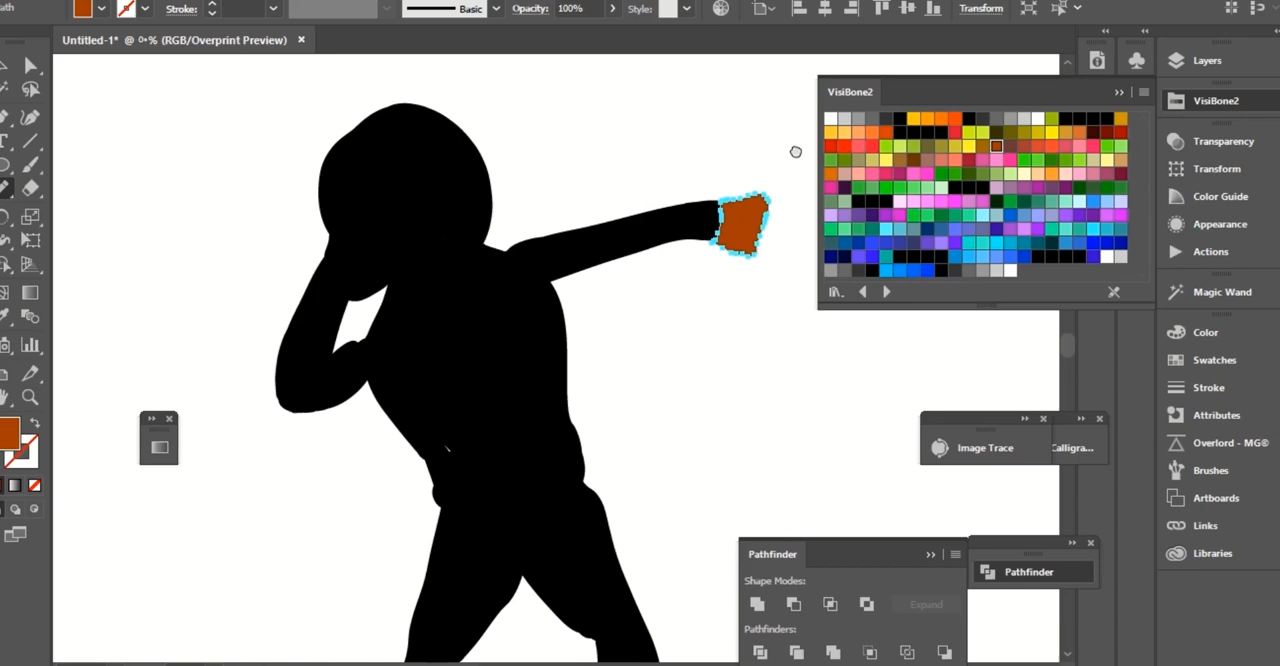 ath
Stroke:
Basic
Opacity:
100%
Style:
Transform
Untitled-1* @ 0•% (RGB/Overprint Preview)
VisiBone2
Layers
VisiBone2
Transparency
Transform
Color Guide
Appearance
Actions
Magic Wand
Color
Swatches
Stroke
Attributes
Overlord - MG®
Brushes
Artboards
Links
Libraries
Image Trace
Calligra...
Pathfinder
Shape Modes:
Expand
Pathfinders:
Pathfinder